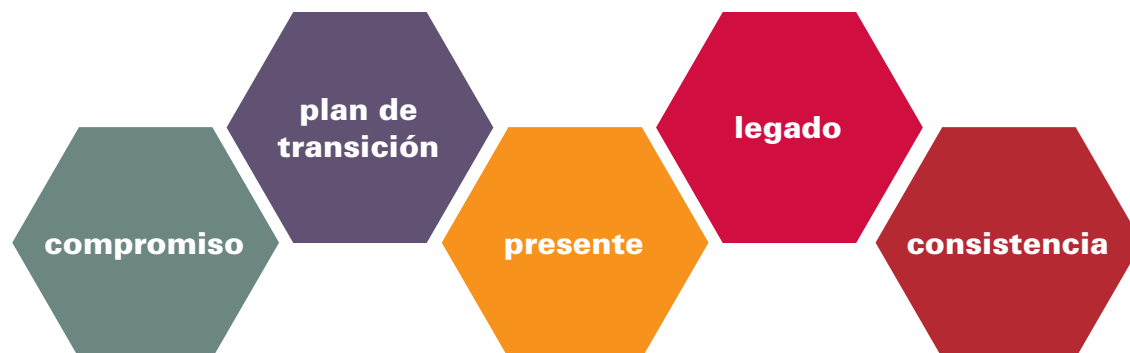 compromiso
plan de
transición
presente
legado
consistencia